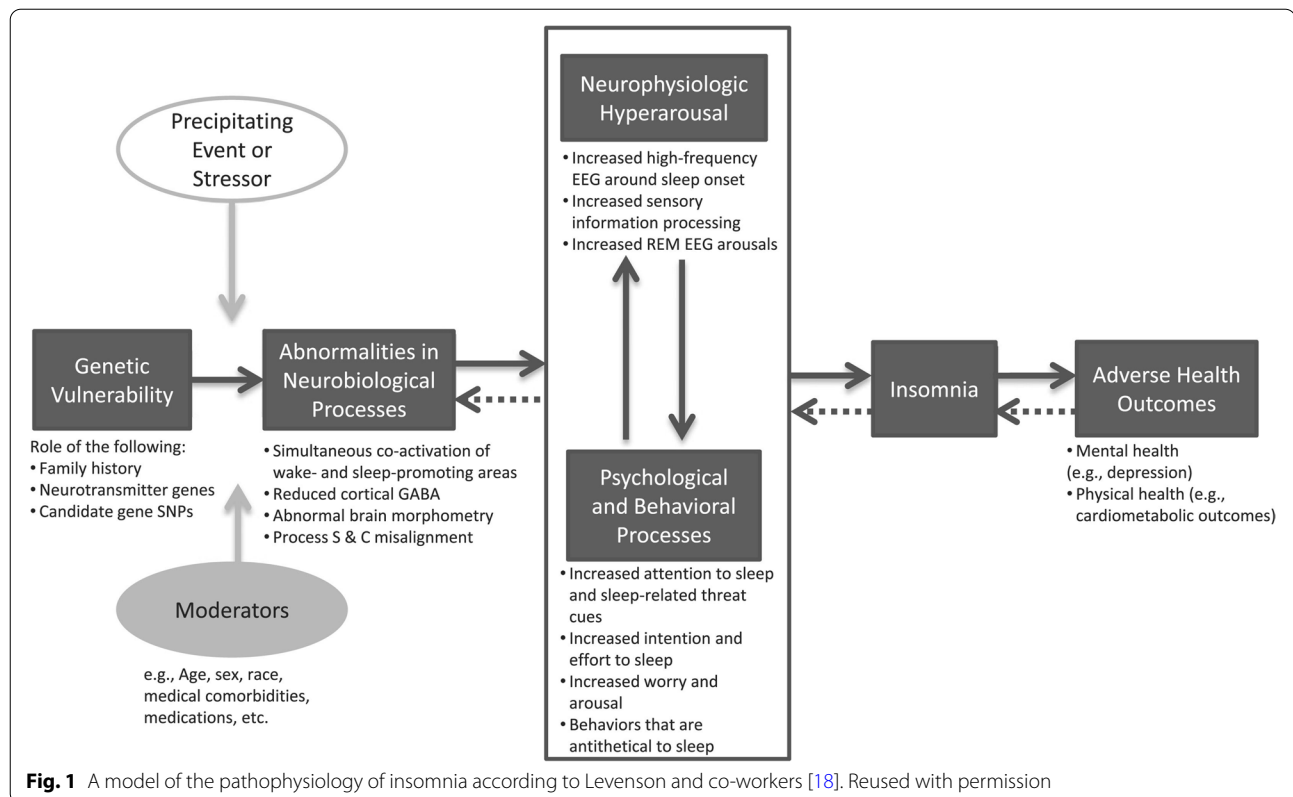 Precipitating
Event or
Stressor
Genetic
Vulnerability
Role of the following:
• Family history
• Neurotransmitter genes
• Candidate gene SNPs
Moderators
e.g., Age, sex, race,
medical comorbidities,
medications, etc.
Abnormalities in
Neurobiological
Processes
• Simultaneous co-activation of
wake- and sleep-promoting areas
• Reduced cortical GABA
• Abnormal brain morphometry
• Process S & C misalignment
Neurophysiologic
Hyperarousal
• Increased high-frequency
EEG around sleep onset
• Increased sensory
information processing
• Increased REM EEG arousals
Psychological
and Behavioral
Processes
• Increased attention to sleep
and sleep-related threat
cues
• Increased intention and
effort to sleep
• Increased worry and
arousal
• Behaviors that are
antithetical to sleep
Insomnia
Adverse Health
Outcomes
• Mental health
(e.g., depression)
• Physical health (e.g.,
cardiometabolic outcomes)
Fig. 1 A model of the pathophysiology of insomnia according to Levenson and co-workers [18]. Reused with permission